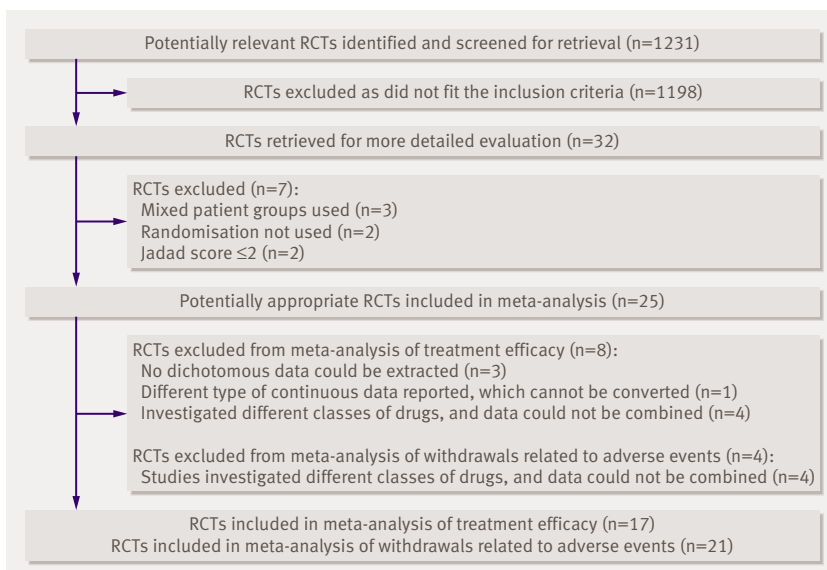 Potentially relevant RCTs identified and screened for retrieval (n=1231)
RCTs excluded as did not fit the inclusion criteria (n=1198)
RCTs retrieved for more detailed evaluation (n=32)
RCTs excluded (n=7):
Mixed patient groups used (n=3)
Randomisation not used (n=2)
Jadad score ≤2 (n=2)
Potentially appropriate RCTs included in meta-analysis (n=25)
RCTs excluded from meta-analysis of treatment efficacy (n=8):
No dichotomous data could be extracted (n=3)
Different type of continuous data reported, which cannot be converted (n=1)
Investigated different classes of drugs, and data could not be combined (n=4)
RCTs excluded from meta-analysis of withdrawals related to adverse events (n=4):
Studies investigated different classes of drugs, and data could not be combined (n=4)
RCTs included in meta-analysis of treatment efficacy (n=17)
RCTs included in meta-analysis of withdrawals related to adverse events (n=21)